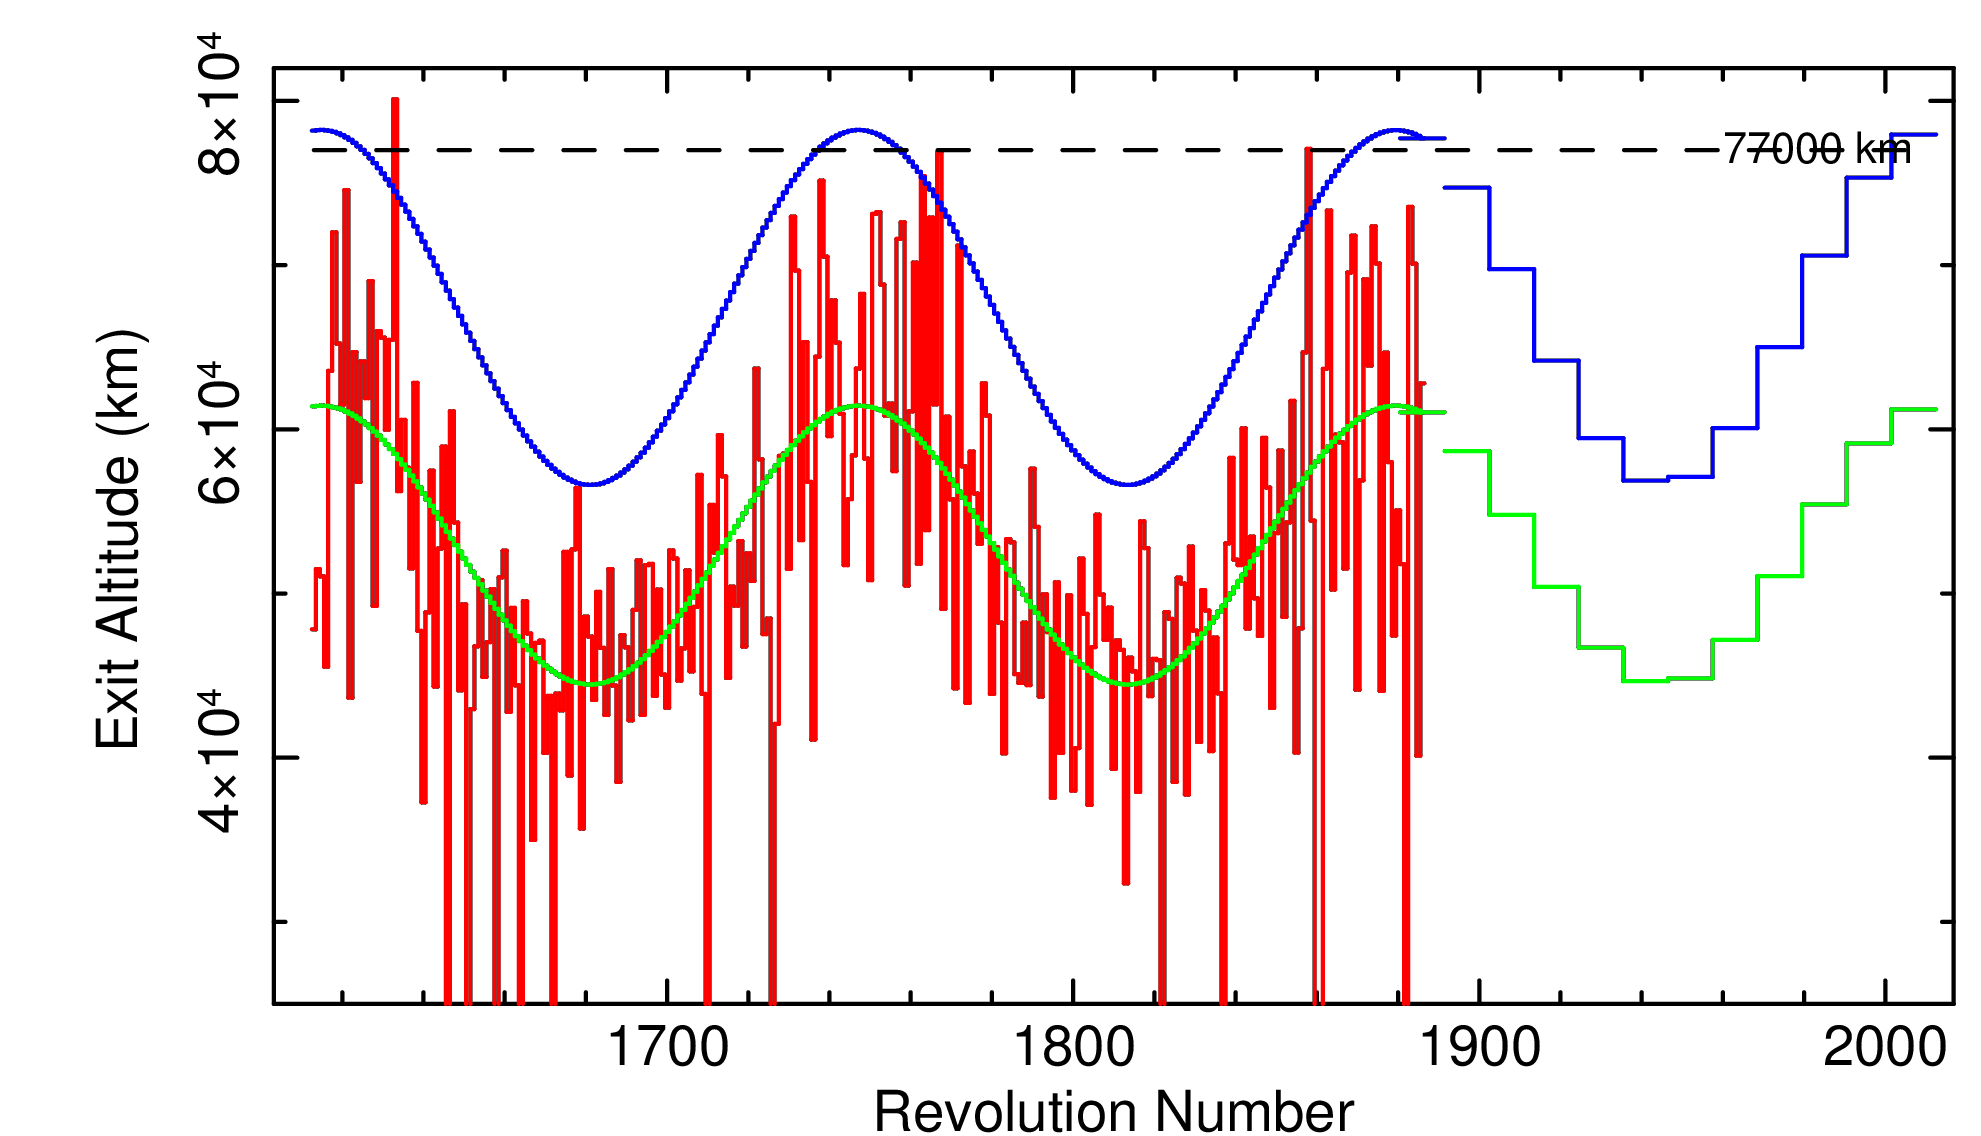 8×10⁴
6×10⁴
4×10⁴
Exit Altitude (km)
77000 km
1700 1800 1900 2000
Revolution Number